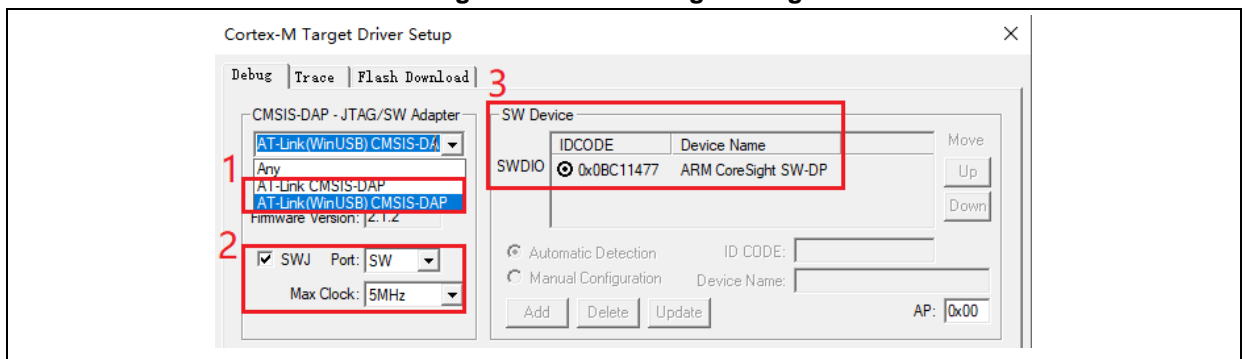 Cortex-M Target Driver Setup
Debug Trace Flash Download
3
CMSIS-DAP - JTAG/SW Adapter
SW Device
AT-Link(WinUSB) CMSIS-DA
IDCODE Device Name
Move
1
Any
SWDIO 0x0BC11477 ARM CoreSight SW-DP
Up
AT-Link CMSIS-DAP
AT-Link(WinUSB) CMSIS-DAP
Down
Firmware Version: 2.1.2
2
SWJ Port: SW
Automatic Detection ID CODE:
Manual Configuration Device Name:
Max Clock: 5MHz
Add Delete Update AP: 0x00